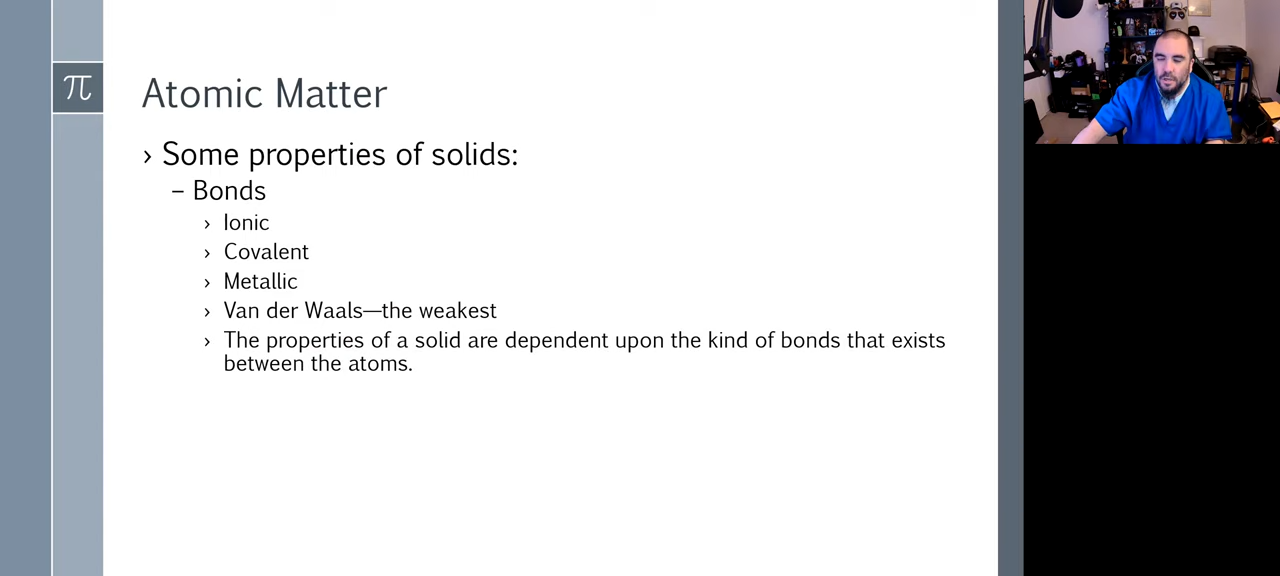 π
Atomic Matter
› Some properties of solids:
– Bonds
› Ionic
› Covalent
› Metallic
› Van der Waals—the weakest
› The properties of a solid are dependent upon the kind of bonds that exists
between the atoms.